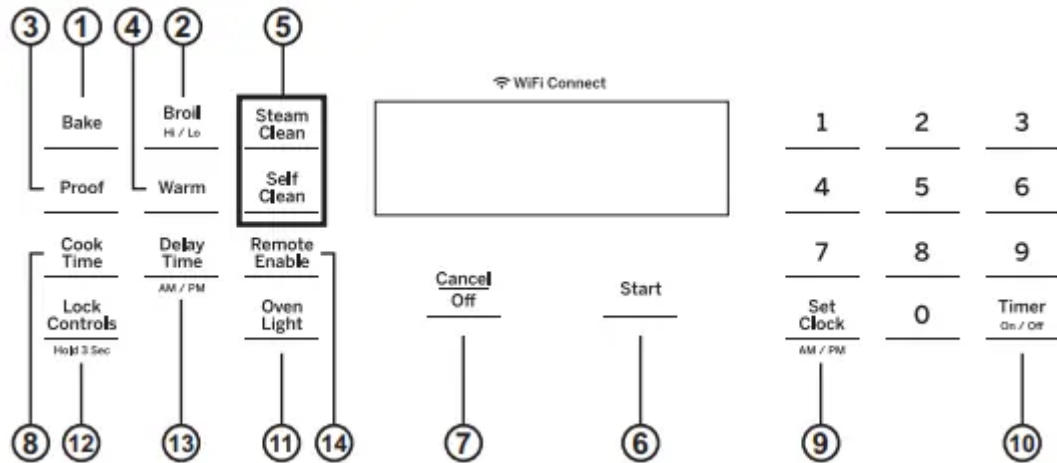 3 1 4 2 5
WiFi Connect
Bake
Broil
Hi / Lo
Steam
Clean
1 2 3
Proof
Warm
Self
Clean
4 5 6
Cook
Time
Delay
Time
AM / PM
Remote
Enable
7 8 9
Cancel
Off
Start
Lock
Controls
Hold 3 Sec
Oven
Light
Set
Clock
AM / PM
0
Timer
On / Off
8 12 13 11 14 7 6 9 10